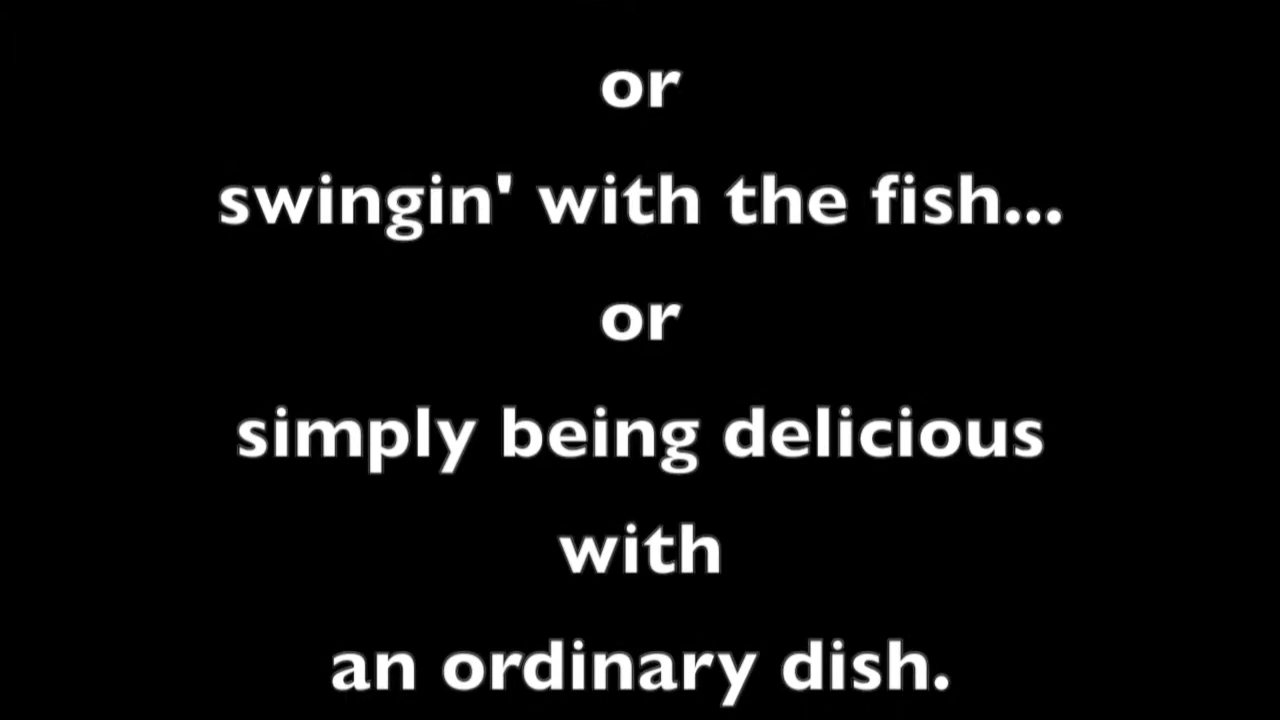 or
swingin' with the fish...
or
simply being delicious
with
an ordinary dish.